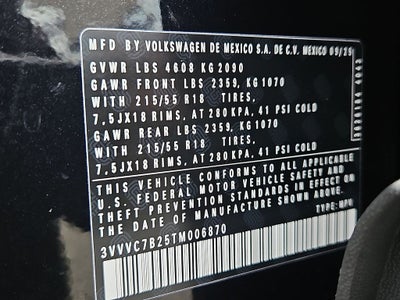 MFD BY VOLKSWAGEN DE MEXICO S.A. DE C.V. MEXICO 09/25
GVWR LBS 4608 KG 2090
GAWR FRONT LBS 2359, KG 1070
WITH 215/55 R18 TIRES,
7,5JX18 RIMS, AT 280 KPA, 41 PSI COLD
GAWR REAR LBS 2359, KG 1070
WITH 215/55 R18 TIRES,
7,5JX18 RIMS, AT 280 KPA, 41 PSI COLD
THIS VEHICLE CONFORMS TO ALL APPLICABLE
U.S. FEDERAL MOTOR VEHICLE SAFETY AND
THEFT PREVENTION STANDARDS IN EFFECT ON
THE DATE OF MANUFACTURE SHOWN ABOVE
3VVVC7B25TM006870 TYPE: MPV